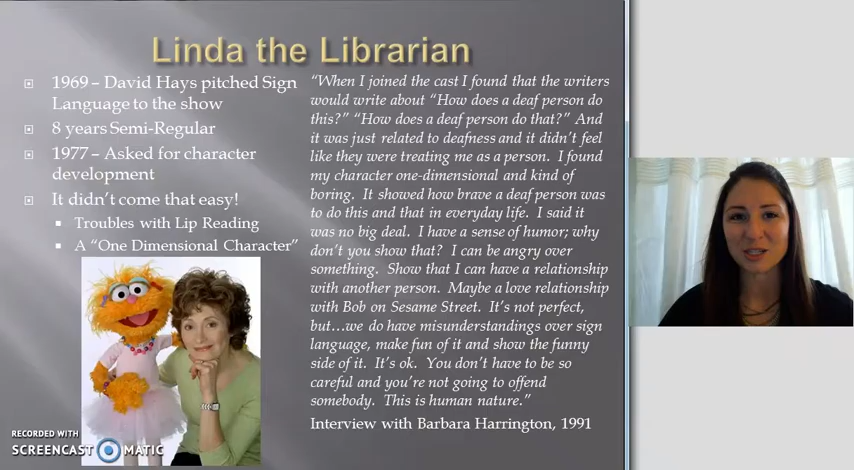 Linda the Librarian
1969 – David Hays pitched Sign
Language to the show
8 years Semi-Regular
1977 – Asked for character
development
It didn't come that easy!
Troubles with Lip Reading
A "One Dimensional Character"
"When I joined the cast I found that the writers
would write about "How does a deaf person do
this?" "How does a deaf person do that?" And
it was just related to deafness and it didn't feel
like they were treating me as a person. I found
my character one-dimensional and kind of
boring. It showed how brave a deaf person was
to do this and that in everyday life. I said it
was no big deal. I have a sense of humor; why
don't you show that? I can be angry over
something. Show that I can have a relationship
with another person. Maybe a love relationship
with Bob on Sesame Street. It's not perfect,
but…we do have misunderstandings over sign
language, make fun of it and show the funny
side of it. It's ok. You don't have to be so
careful and you're not going to offend
somebody. This is human nature."
Interview with Barbara Harrington, 1991
RECORDED WITH
SCREENCAST MATIC